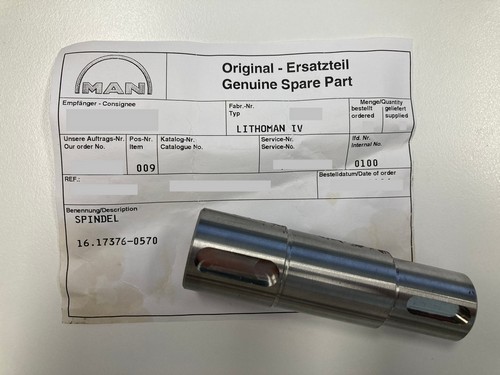 MAN
Original - Ersatzteil
Genuine Spare Part
Empfänger - Consignee
Fabr.-Nr.
Typ
LITHOMAN IV
Menge/Quantity
bestellt geliefert
ordered supplied
Unsere Auftrags-Nr. Pos-Nr. Katalog-Nr. Service-Nr. lfd. Nr.
Our order No. Item Catalogue No. Service-No. Internal No.
009 0100
REF.:
Bestelldatum/Date of order
Benennung/Description
SPINDEL
16.17376-0570